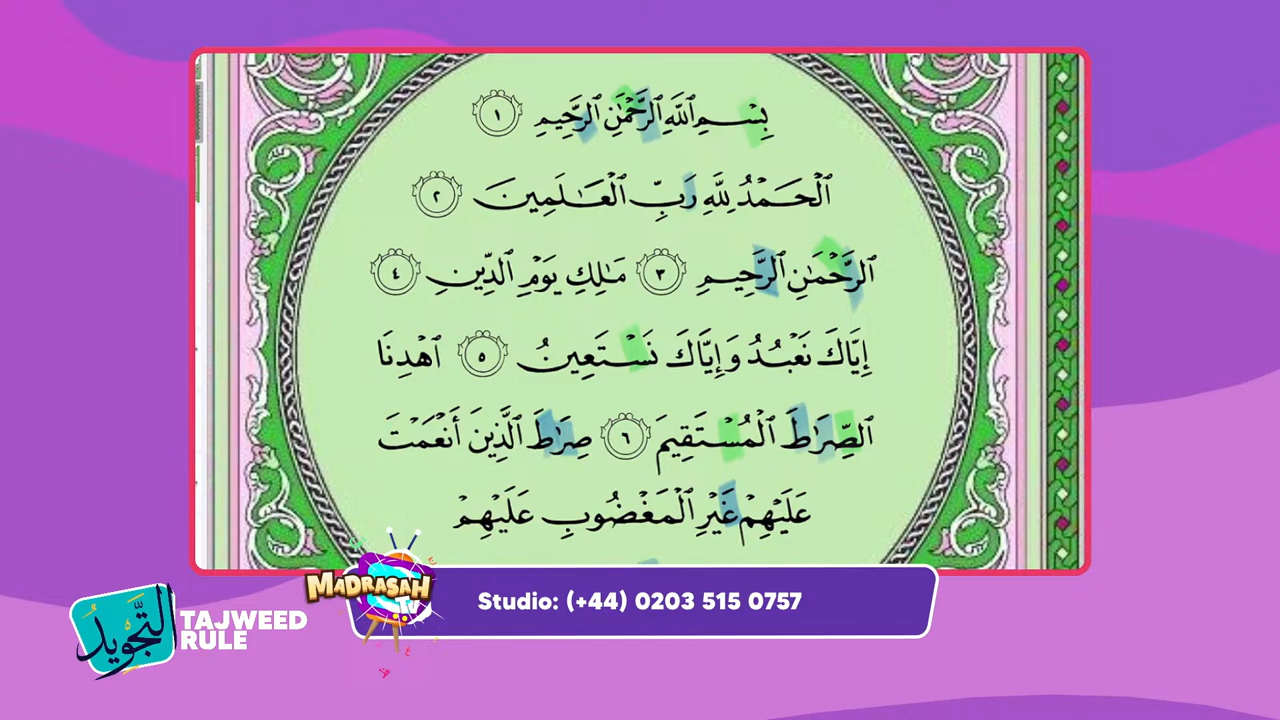 بِسْمِ ٱللَّهِ ٱلرَّحْمَـٰنِ ٱلرَّحِيمِ ١
ٱلْحَمْدُ لِلَّهِ رَبِّ ٱلْعَـٰلَمِينَ ٢
ٱلرَّحْمَـٰنِ ٱلرَّحِيمِ ٣ مَـٰلِكِ يَوْمِ ٱلدِّينِ ٤
إِيَّاكَ نَعْبُدُ وَإِيَّاكَ نَسْتَعِينُ ٥ ٱهْدِنَا
ٱلصِّرَٰطَ ٱلْمُسْتَقِيمَ ٦ صِرَٰطَ ٱلَّذِينَ أَنْعَمْتَ
عَلَيْهِمْ غَيْرِ ٱلْمَغْضُوبِ عَلَيْهِمْ
MADRASAH TV
Studio: (+44) 0203 515 0757
التَّجْوِيدُ
TAJWEED
RULE